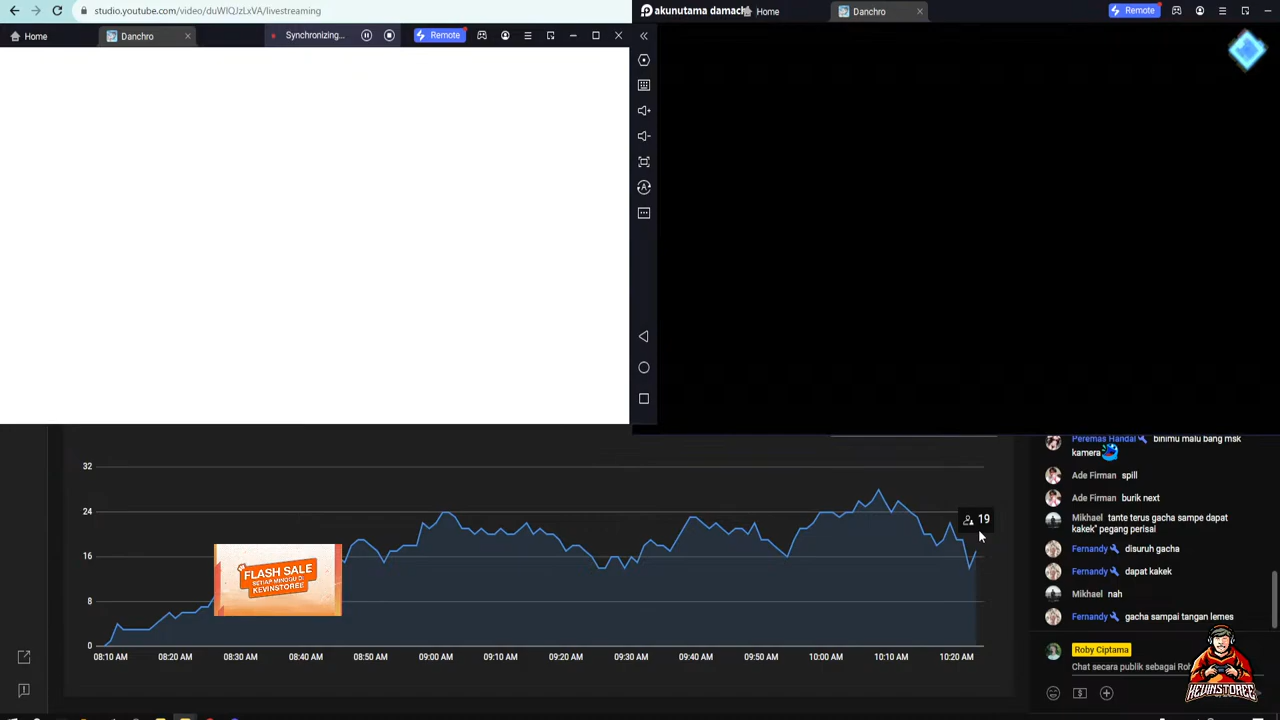 studio.youtube.com/video/duWlQJzLxVA/livestreaming
Home
Danchro
Synchronizing...
Remote
akunutama damach
Home
Danchro
Remote
32
24
16
8
0
08:10 AM
08:20 AM
08:30 AM
08:40 AM
08:50 AM
09:00 AM
09:10 AM
09:20 AM
09:30 AM
09:40 AM
09:50 AM
10:00 AM
10:10 AM
10:20 AM
19
FLASH SALE
SETIAP MINGGU DI
KEVINSTOREE
Peremas Handal binimu malu bang msk
kamera
Ade Firman spill
Ade Firman burik next
Mikhael tante terus gacha sampe dapat
kakek" pegang perisai
Fernandy disuruh gacha
Fernandy dapat kakek
Mikhael nah
Fernandy gacha sampai tangan lemes
Roby Ciptama
Chat secara publik sebagai Rob
KEVINSTOREE